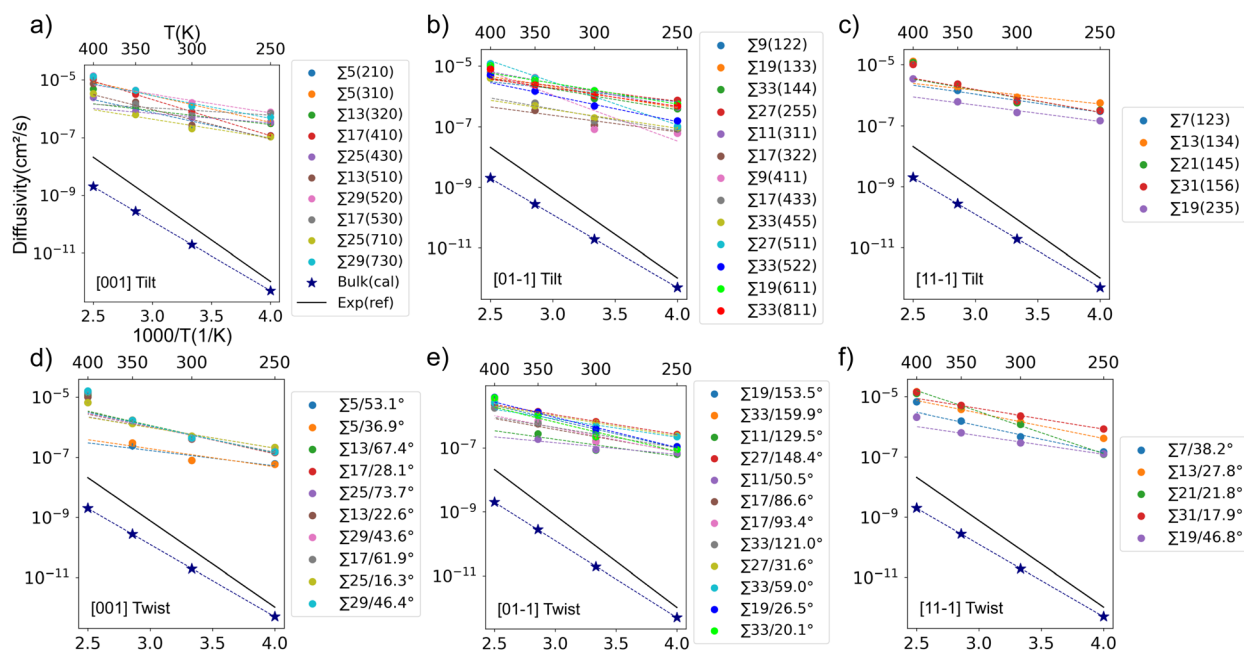 a)
T(K)
400 350 300 250
Diffusivity(cm²/s)
10⁻⁵
10⁻⁷
10⁻⁹
10⁻¹¹
[001] Tilt
2.5 3.0 3.5 4.0
1000/T(1/K)
∑5(210)
∑5(310)
∑13(320)
∑17(410)
∑25(430)
∑13(510)
∑29(520)
∑17(530)
∑25(710)
∑29(730)
Bulk(cal)
Exp(ref)
b)
400 350 300 250
10⁻⁵
10⁻⁷
10⁻⁹
10⁻¹¹
[01-1] Tilt
2.5 3.0 3.5 4.0
∑9(122)
∑19(133)
∑33(144)
∑27(255)
∑11(311)
∑17(322)
∑9(411)
∑17(433)
∑33(455)
∑27(511)
∑33(522)
∑19(611)
∑33(811)
c)
400 350 300 250
10⁻⁵
10⁻⁷
10⁻⁹
10⁻¹¹
[11-1] Tilt
2.5 3.0 3.5 4.0
∑7(123)
∑13(134)
∑21(145)
∑31(156)
∑19(235)
d)
400 350 300 250
10⁻⁵
10⁻⁷
10⁻⁹
10⁻¹¹
[001] Twist
2.5 3.0 3.5 4.0
∑5/53.1°
∑5/36.9°
∑13/67.4°
∑17/28.1°
∑25/73.7°
∑13/22.6°
∑29/43.6°
∑17/61.9°
∑25/16.3°
∑29/46.4°
e)
400 350 300 250
10⁻⁵
10⁻⁷
10⁻⁹
10⁻¹¹
[01-1] Twist
2.5 3.0 3.5 4.0
∑19/153.5°
∑33/159.9°
∑11/129.5°
∑27/148.4°
∑11/50.5°
∑17/86.6°
∑17/93.4°
∑33/121.0°
∑27/31.6°
∑33/59.0°
∑19/26.5°
∑33/20.1°
f)
400 350 300 250
10⁻⁵
10⁻⁷
10⁻⁹
10⁻¹¹
[11-1] Twist
2.5 3.0 3.5 4.0
∑7/38.2°
∑13/27.8°
∑21/21.8°
∑31/17.9°
∑19/46.8°